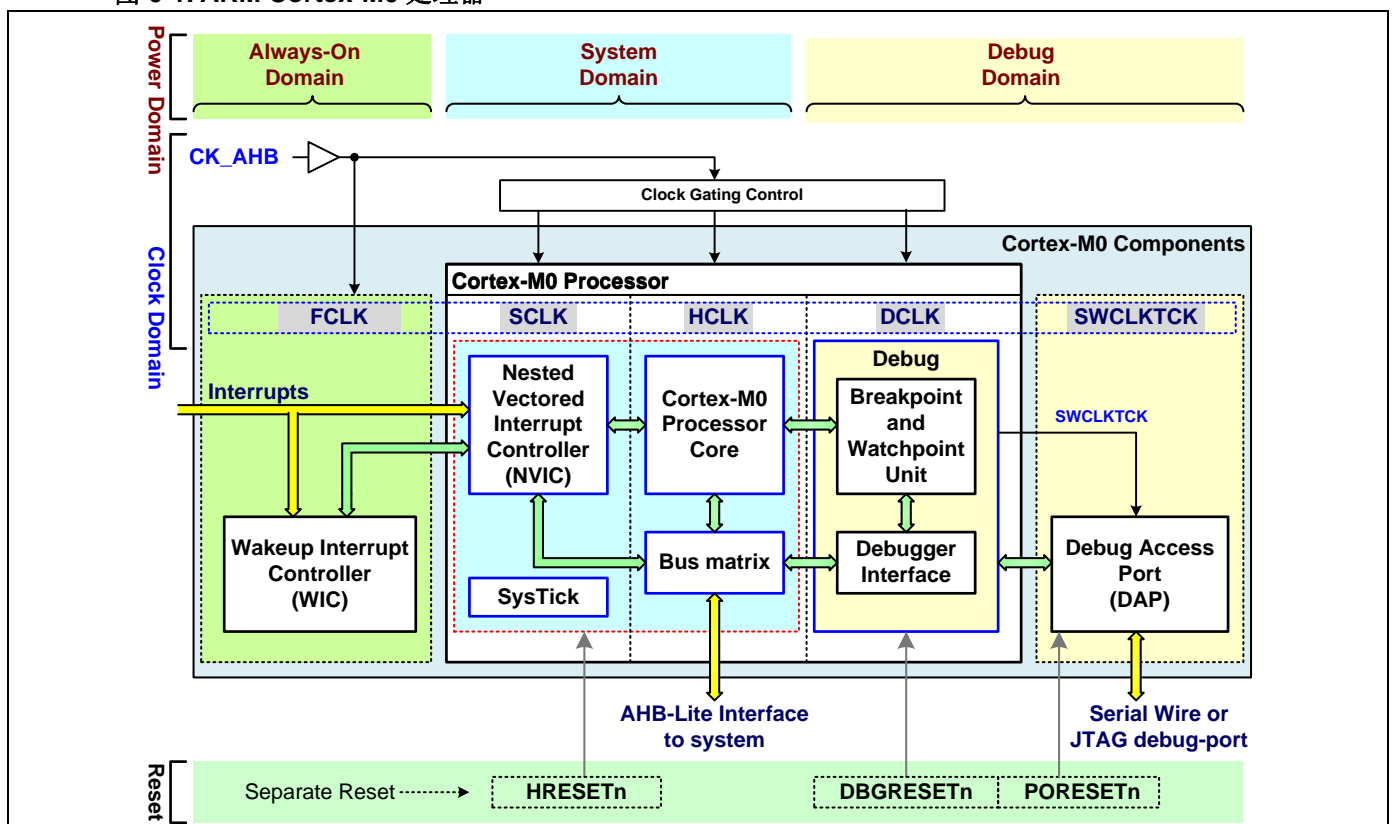 Power Domain
Always-On
Domain
System
Domain
Debug
Domain
Clock Domain
CK_AHB
Clock Gating Control
Cortex-M0 Components
Cortex-M0 Processor
FCLK
SCLK
HCLK
DCLK
SWCLKTCK
Interrupts
Nested
Vectored
Interrupt
Controller
(NVIC)
Cortex-M0
Processor
Core
Debug
Breakpoint
and
Watchpoint
Unit
SWCLKTCK
Wakeup Interrupt
Controller
(WIC)
SysTick
Bus matrix
Debugger
Interface
Debug Access
Port
(DAP)
AHB-Lite Interface
to system
Serial Wire or
JTAG debug-port
Reset
Separate Reset
HRESETn
DBGRESETn
PORESETn